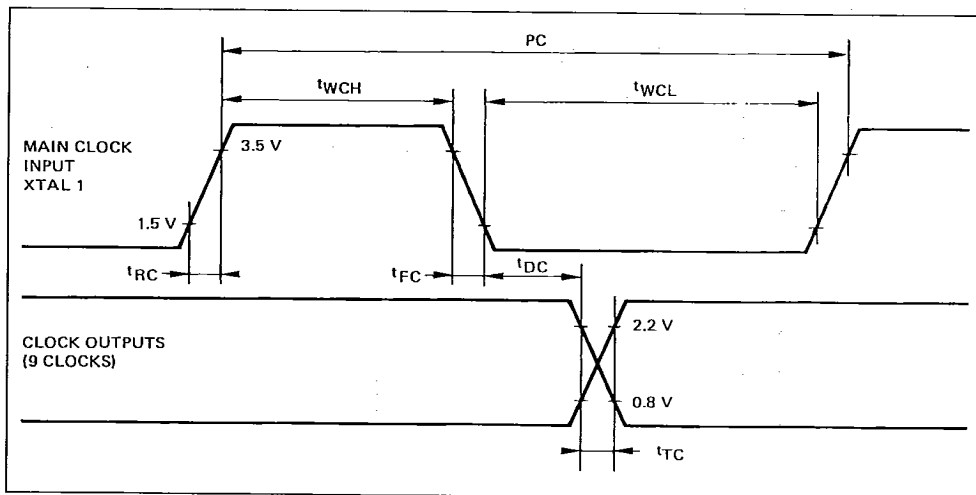 PC
tWCH
tWCL
MAIN CLOCK
INPUT
XTAL 1
3.5 V
1.5 V
tRC
tFC
tDC
CLOCK OUTPUTS
(9 CLOCKS)
2.2 V
0.8 V
tTC